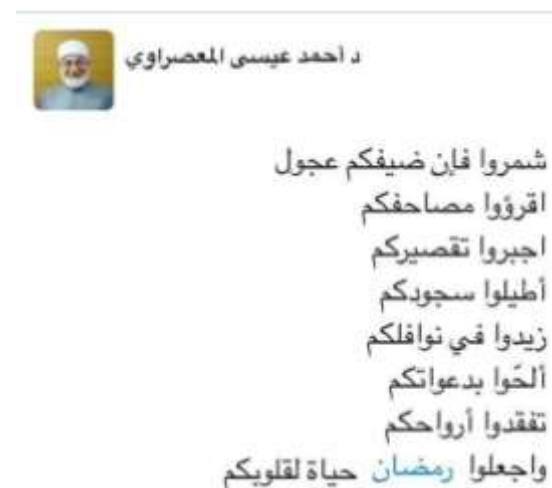 د أحمد عيسى المعصراوي
شمروا فإن ضيفكم عجول
اقرؤوا مصاحفكم
اجبروا تقصيركم
أطيلوا سجودكم
زيدوا في نوافلكم
ألحّوا بدعواتكم
تفقدوا أرواحكم
واجعلوا رمضان حياة لقلوبكم